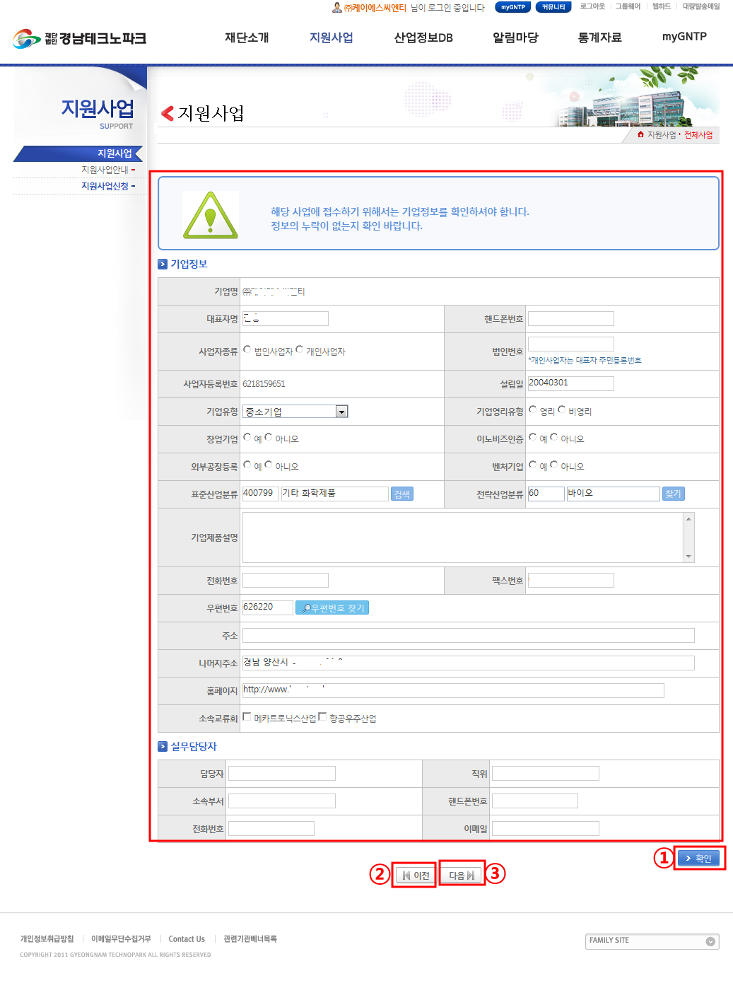 ㈜케이에스씨엔티 님이 로그인 중입니다 myGNTP 커뮤니티 로그아웃 그룹웨어 웹하드 대량발송메일
재단법인 경남테크노파크 재단소개 지원사업 산업정보DB 알림마당 통계자료 myGNTP
지원사업
SUPPORT
지원사업
지원사업안내
지원사업신청
지원사업
지원사업 전체사업
해당 사업에 접수하기 위해서는 기업정보를 확인하셔야 합니다.
정보의 누락이 없는지 확인 바랍니다.
기업정보
기업명
대표자명 핸드폰번호
사업자종류 법인사업자 개인사업자 법인번호
*개인사업자는 대표자 주민등록번호
사업자등록번호 6218159651 설립일 20040301
기업유형 중소기업 기업영리유형 영리 비영리
창업기업 예 아니오 이노비즈인증 예 아니오
외부공장등록 예 아니오 벤처기업 예 아니오
표준산업분류 400799 기타 화학제품 검색 전략산업분류 60 바이오 찾기
기업제품설명
전화번호 팩스번호
우편번호 626220 우편번호 찾기
주소
나머지주소 경남 양산시
홈페이지 http://www.
소속교류회 메카트로닉스산업 항공우주산업
실무담당자
담당자 직위
소속부서 핸드폰번호
전화번호 이메일
① 확인
② 이전 다음 ③
개인정보취급방침 이메일무단수집거부 Contact Us 관련기관베너목록
COPYRIGHT 2011 GYEONGNAM TECHNOPARK ALL RIGHTS RESERVED
FAMILY SITE